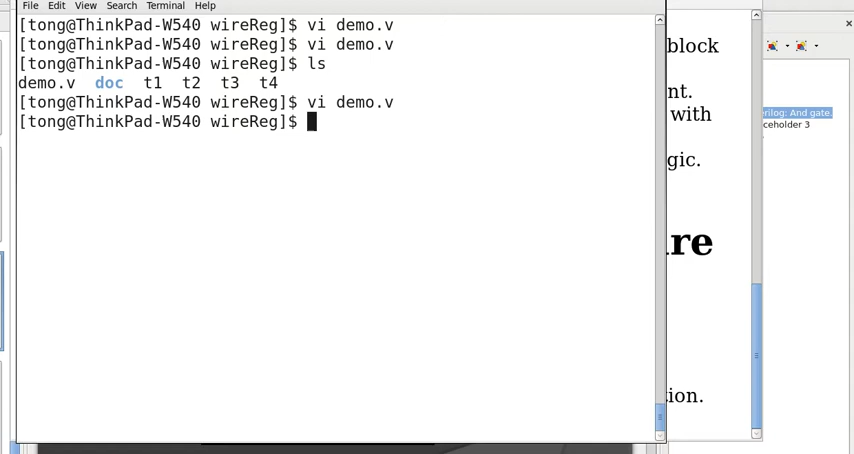 File Edit View Search Terminal Help
[tong@ThinkPad-W540 wireReg]$ vi demo.v
[tong@ThinkPad-W540 wireReg]$ vi demo.v
[tong@ThinkPad-W540 wireReg]$ ls
demo.v doc t1 t2 t3 t4
[tong@ThinkPad-W540 wireReg]$ vi demo.v
[tong@ThinkPad-W540 wireReg]$
block
nt.
with
gic.
re
ion.
erilog: And gate.
ceholder 3